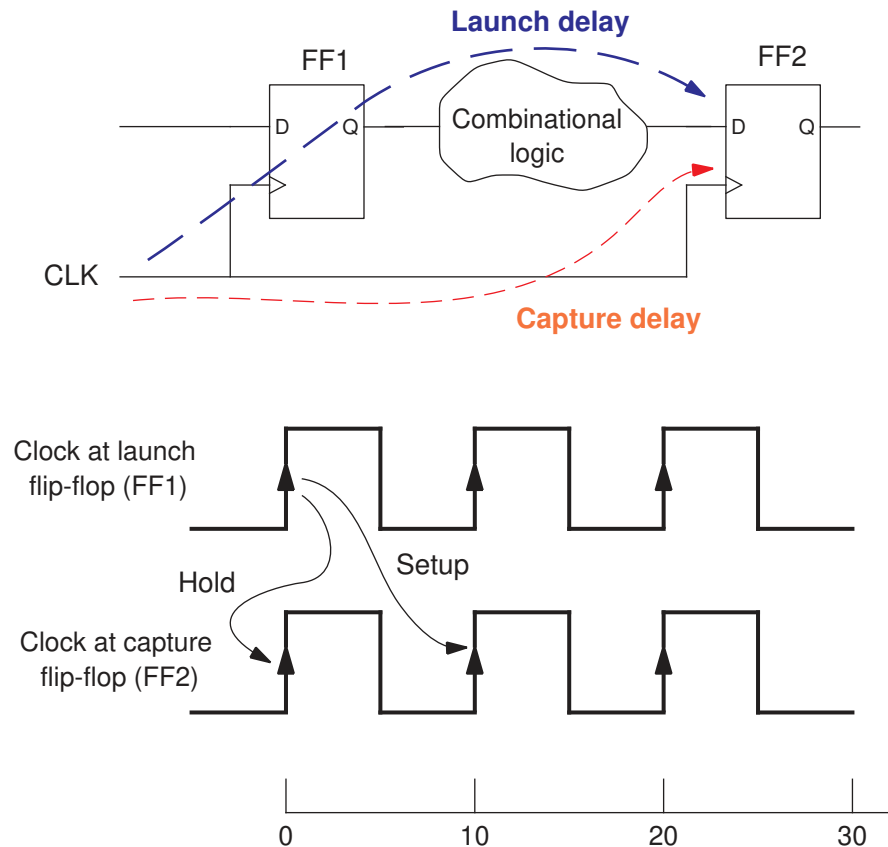 Launch delay
FF1
FF2
D
Q
Combinational
logic
D
Q
CLK
Capture delay
Clock at launch
flip-flop (FF1)
Setup
Hold
Clock at capture
flip-flop (FF2)
0
10
20
30